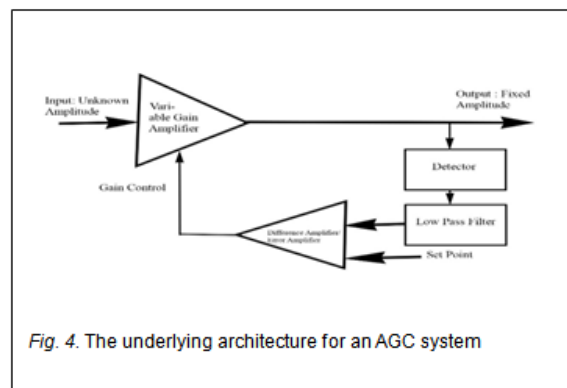 Input: Unknown
Amplitude
Vari-
able Gain
Amplifier
Output : Fixed
Amplitude
Detector
Gain Control
Low Pass Filter
Difference Amplifier/
Error Amplifier
Set Point
Fig. 4. The underlying architecture for an AGC system